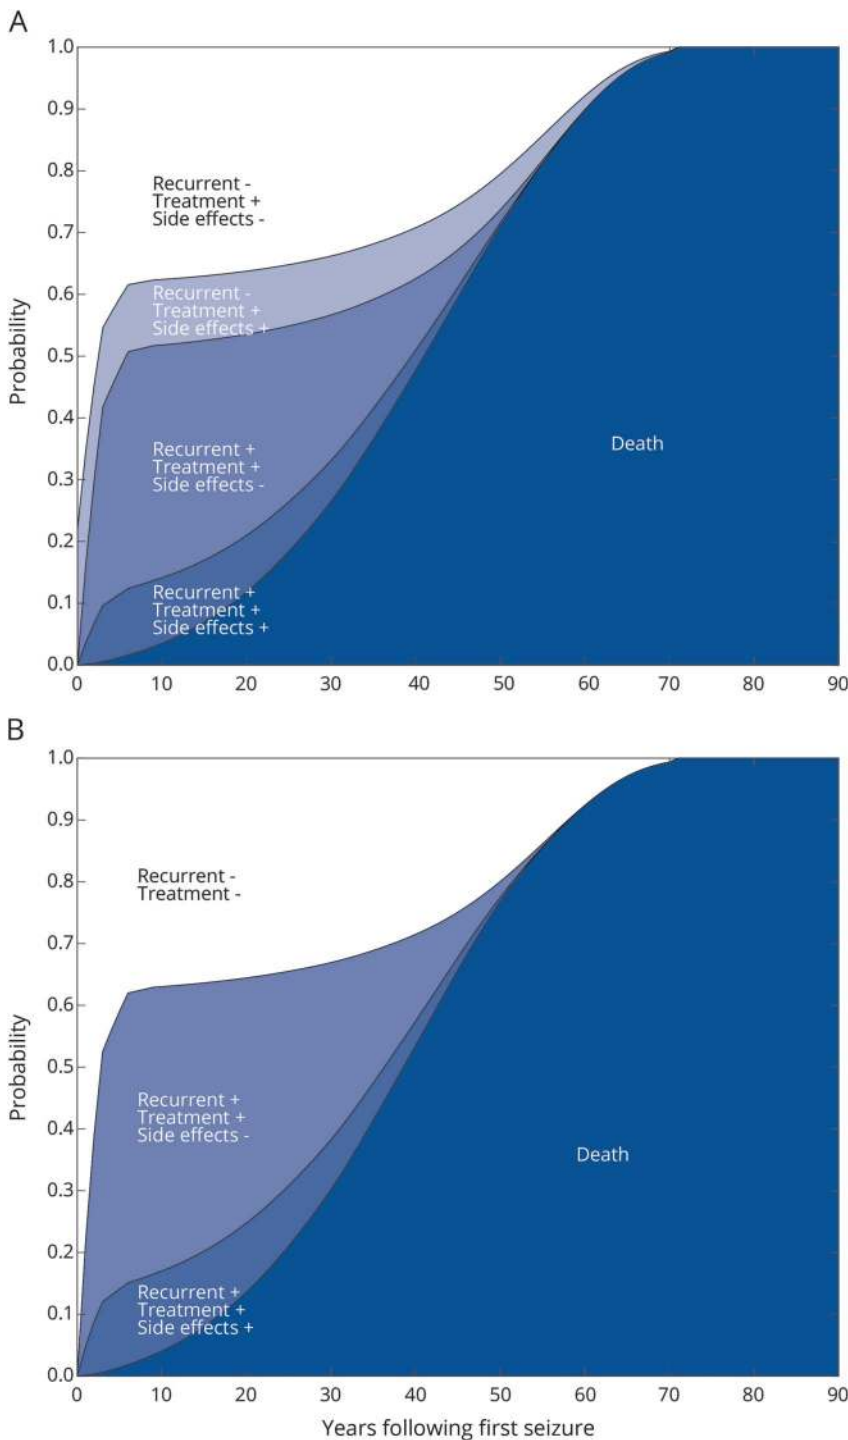 A
1.0
0.9
0.8
0.7
0.6
0.5
0.4
0.3
0.2
0.1
0.0
Probability
Recurrent -
Treatment +
Side effects -
Recurrent -
Treatment +
Side effects +
Recurrent +
Treatment +
Side effects -
Recurrent +
Treatment +
Side effects +
Death
0 10 20 30 40 50 60 70 80 90
B
1.0
0.9
0.8
0.7
0.6
0.5
0.4
0.3
0.2
0.1
0.0
Probability
Recurrent -
Treatment -
Recurrent +
Treatment +
Side effects -
Recurrent +
Treatment +
Side effects +
Death
0 10 20 30 40 50 60 70 80 90
Years following first seizure